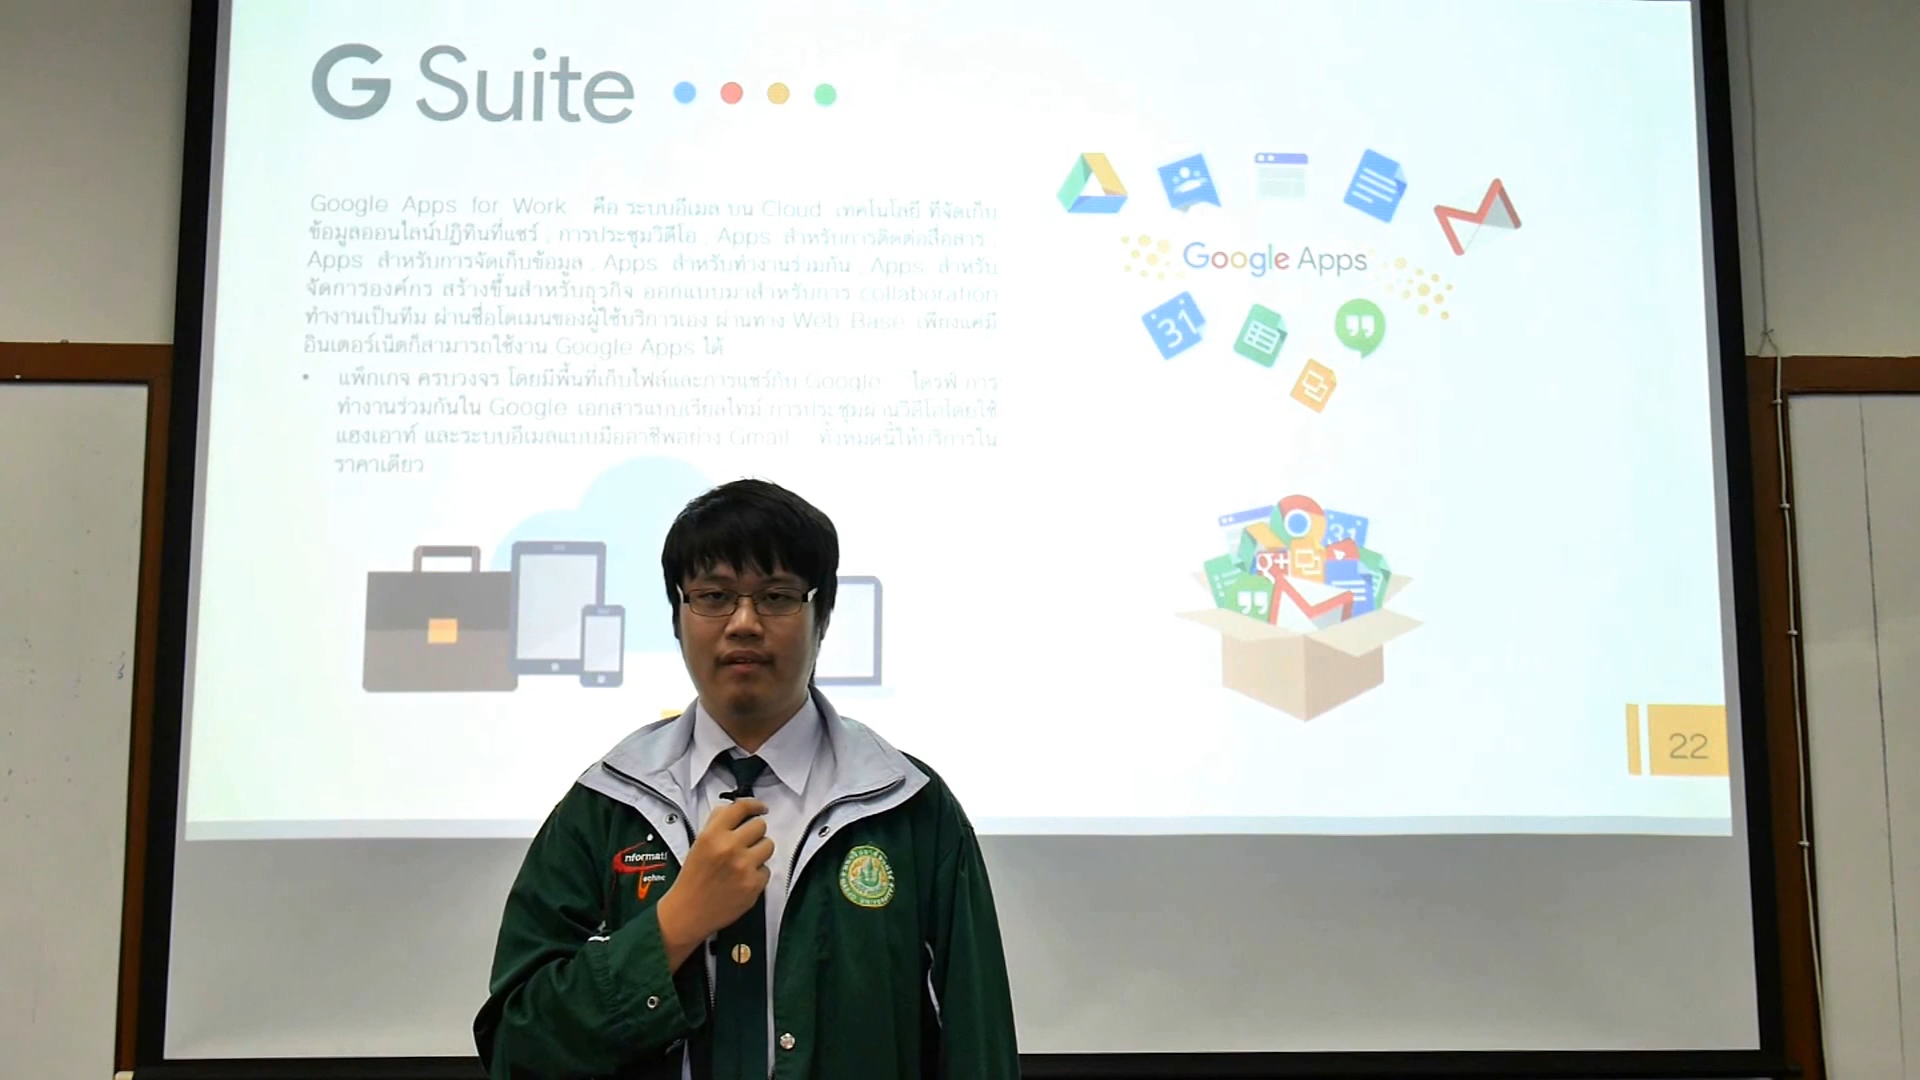 G Suite
Google Apps for Work คือ ระบบอีเมล บน Cloud เทคโนโลยี ที่จัดเก็บ
ข้อมูลออนไลน์ปฏิทินที่แชร์ , การประชุมวิดีโอ , Apps สำหรับการติดต่อสื่อสาร ,
Apps สำหรับการจัดเก็บข้อมูล , Apps สำหรับทำงานร่วมกัน , Apps สำหรับ
จัดการองค์กร สร้างขึ้นสำหรับธุรกิจ ออกแบบมาสำหรับการ collaboration
ทำงานเป็นทีม ผ่านชื่อโดเมนของผู้ใช้บริการเอง ผ่านทาง Web Base เพียงแค่มี
อินเตอร์เน็ตก็สามารถใช้งาน Google Apps ได้
• แพ็กเกจ ครบวงจร โดยมีพื้นที่เก็บไฟล์และการแชร์กับ Google ไดรฟ์ การ
ทำงานร่วมกันใน Google เอกสารแบบเรียลไทม์ การประชุมผ่านวิดีโอโดยใช้
แฮงเอาท์ และระบบอีเมลแบบมืออาชีพอย่าง Gmail ทั้งหมดนี้ให้บริการใน
ราคาเดียว
Google Apps
31
31
g+
22
nformati
echno